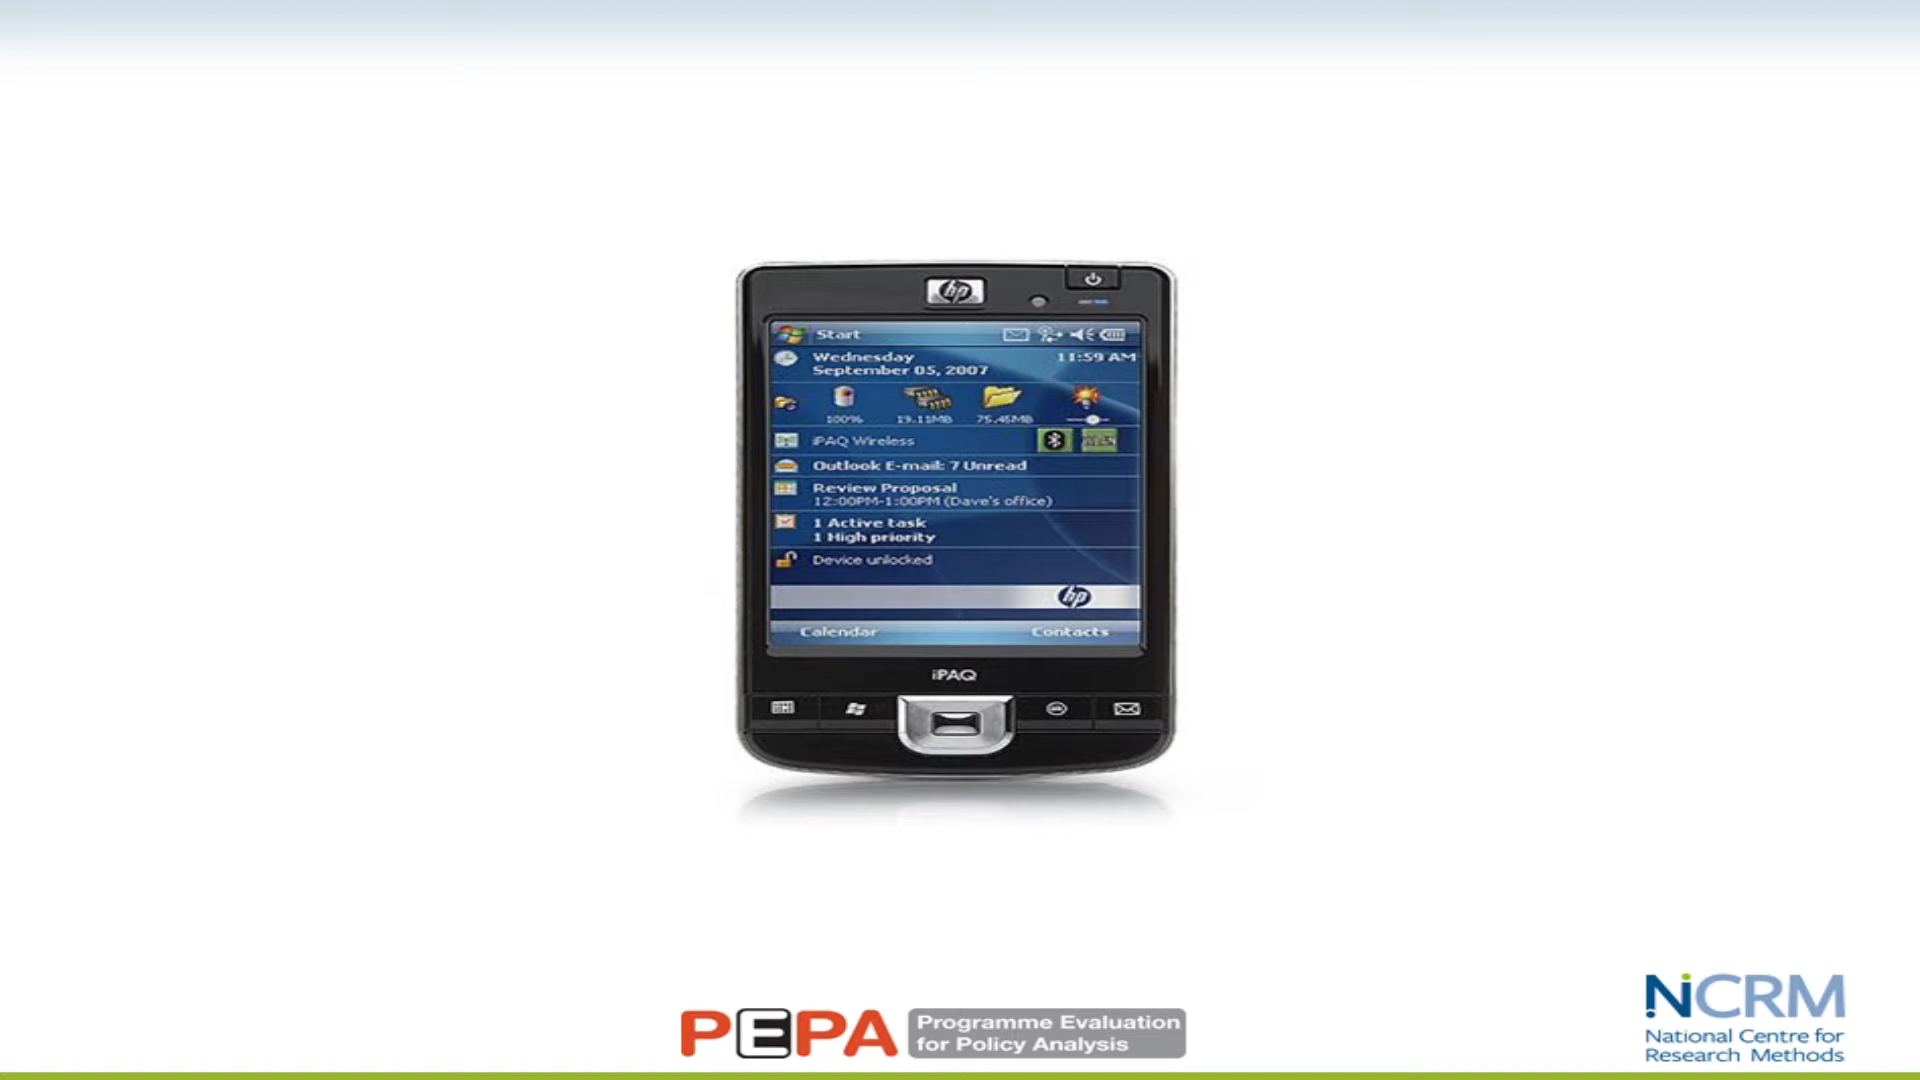 hp
Start
Wednesday 11:59 AM
September 05, 2007
100% 19.11MB 75.45MB
iPAQ Wireless
Outlook E-mail: 7 Unread
Review Proposal
12:00PM-1:00PM (Dave's office)
1 Active task
1 High priority
Device unlocked
hp
Calendar Contacts
iPAQ
PEPA Programme Evaluation
for Policy Analysis
NCRM
National Centre for
Research Methods